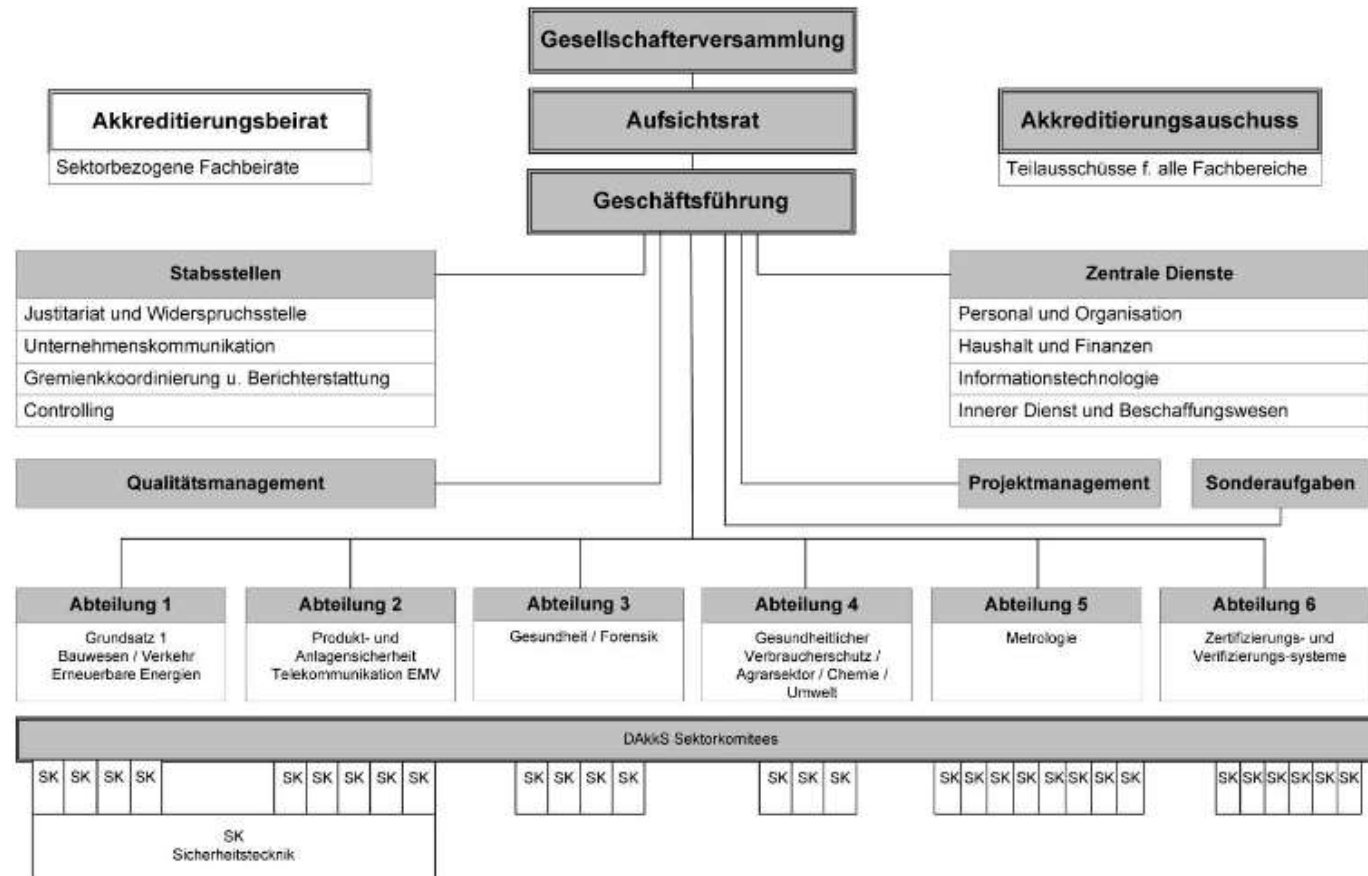 Gesellschafterversammlung
Akkreditierungsbeirat
Sektorbezogene Fachbeiräte
Aufsichtsrat
Akkreditierungsauschuss
Teilausschüsse f. alle Fachbereiche
Geschäftsführung
Stabsstellen
Justitariat und Widerspruchsstelle
Unternehmenskommunikation
Gremienkkoordinierung u. Berichterstattung
Controlling
Zentrale Dienste
Personal und Organisation
Haushalt und Finanzen
Informationstechnologie
Innerer Dienst und Beschaffungswesen
Qualitätsmanagement
Projektmanagement
Sonderaufgaben
Abteilung 1
Grundsatz 1
Bauwesen / Verkehr
Erneuerbare Energien
Abteilung 2
Produkt- und
Anlagensicherheit
Telekommunikation EMV
Abteilung 3
Gesundheit / Forensik
Abteilung 4
Gesundheitlicher
Verbraucherschutz /
Agrarsektor / Chemie /
Umwelt
Abteilung 5
Metrologie
Abteilung 6
Zertifizierungs- und
Verifizierungs-systeme
DAkkS Sektorkomitees
SK SK SK SK
SK SK SK SK SK
SK SK SK SK
SK SK SK
SK SK SK SK SK SK SK SK
SK SK SK SK SK SK
SK
Sicherheitstecknik